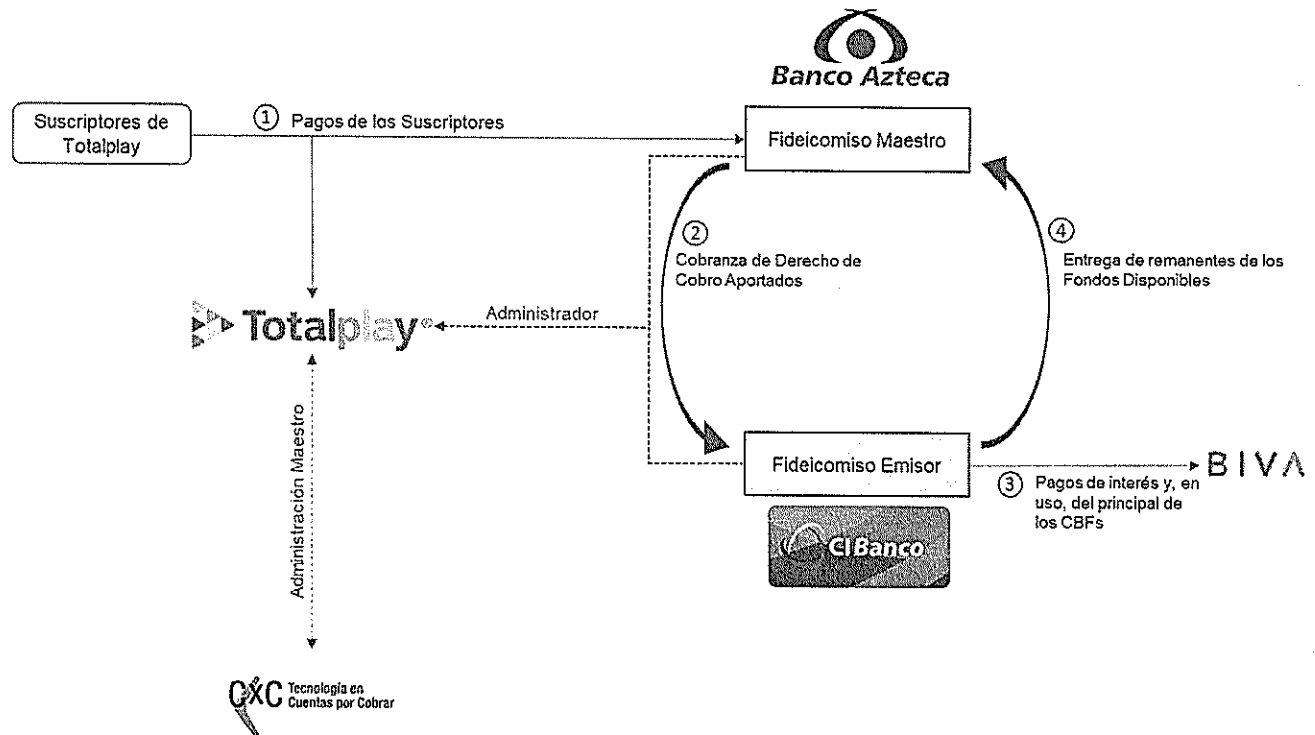 Banco Azteca
Suscriptores de
Totalplay
① Pagos de los Suscriptores
Fideicomiso Maestro
②
Cobranza de Derecho de
Cobro Aportados
④
Entrega de remanentes de los
Fondos Disponibles
Totalplay
Administrador
Administración Maestro
Fideicomiso Emisor
③ Pagos de interés y, en
uso, del principal de
los CBFs
BIVA
CIBanco
CXC Tecnología en
Cuentas por Cobrar